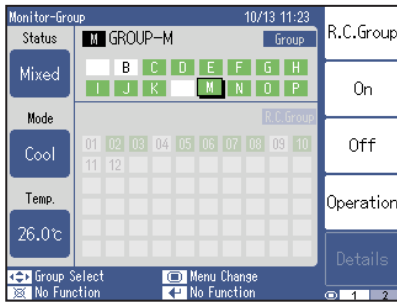 Monitor-Group 10/13 11:23
Status
Mixed
Mode
Cool
Temp.
26.0℃
M GROUP-M
Group
B C D E F G H
I J K M N O P
R.C.Group
01 02 03 04 05 06 07 08 09 10
11 12
R.C.Group
On
Off
Operation
Details
Group Select Menu Change
No Function No Function
1 2